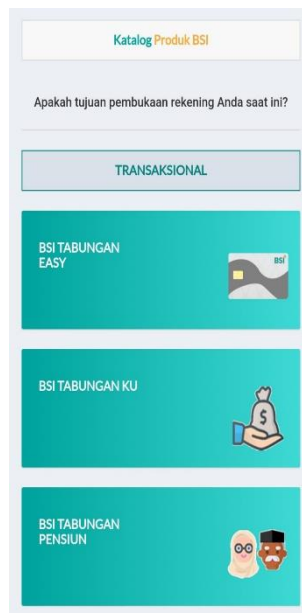 Katalog Produk BSI
Apakah tujuan pembukaan rekening Anda saat ini?
TRANSAKSIONAL
BSI TABUNGAN
EASY
BSI
BSI TABUNGAN KU
$
BSI TABUNGAN
PENSIUN